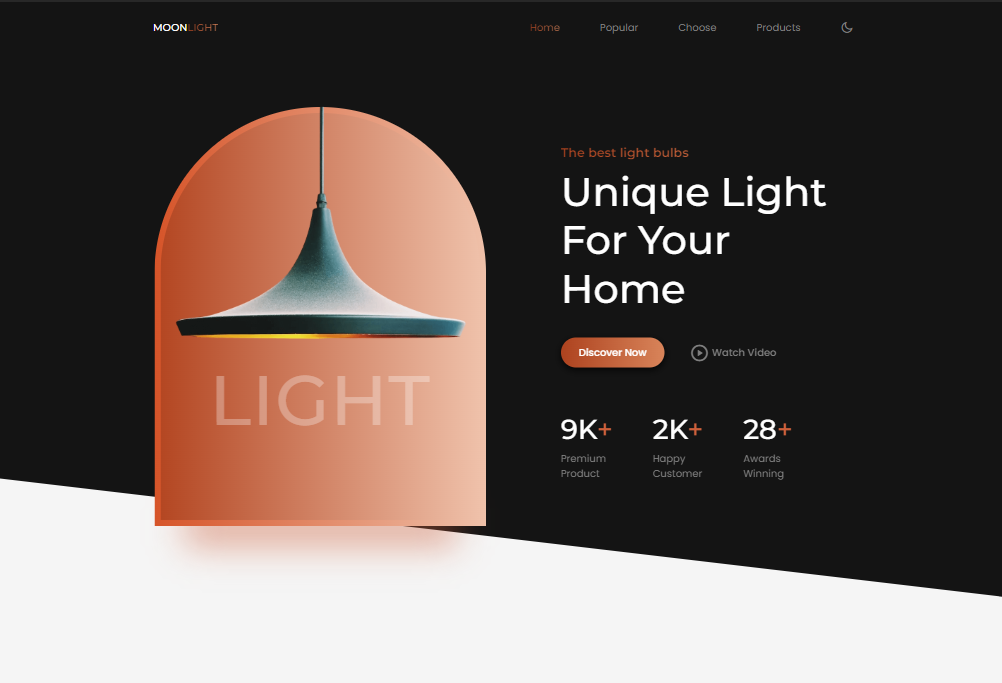 MOONLIGHT
Home Popular Choose Products
The best light bulbs
Unique Light
For Your
Home
Discover Now Watch Video
LIGHT
9K+ 2K+ 28+
Premium Happy Awards
Product Customer Winning